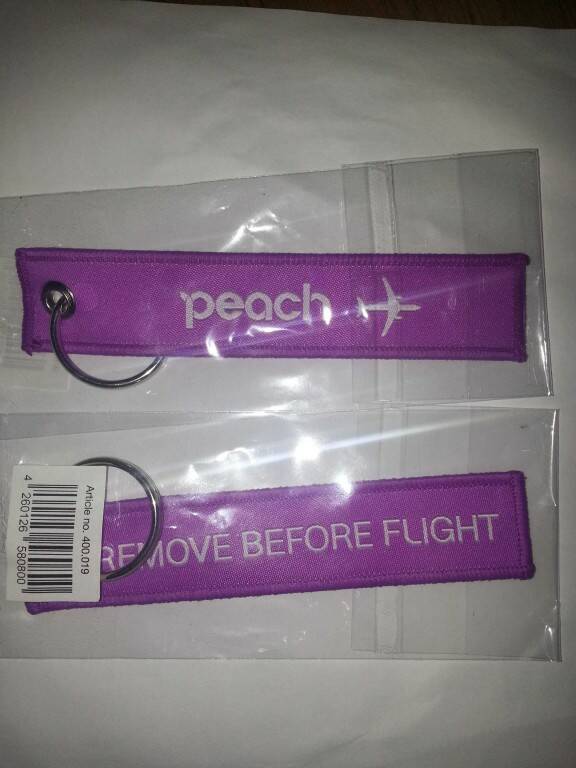 peach
REMOVE BEFORE FLIGHT
Article no. 400.019
4 260126 580800